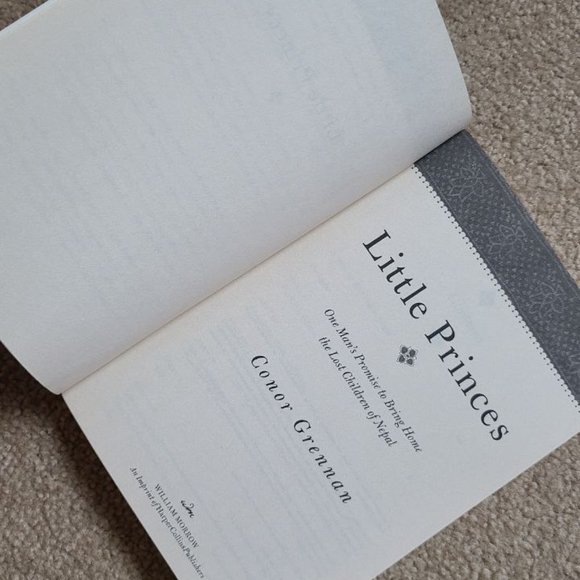 Little Princes
One Man's Promise to Bring Home
the Lost Children of Nepal
Conor Grennan
wm
WILLIAM MORROW
An Imprint of HarperCollinsPublishers